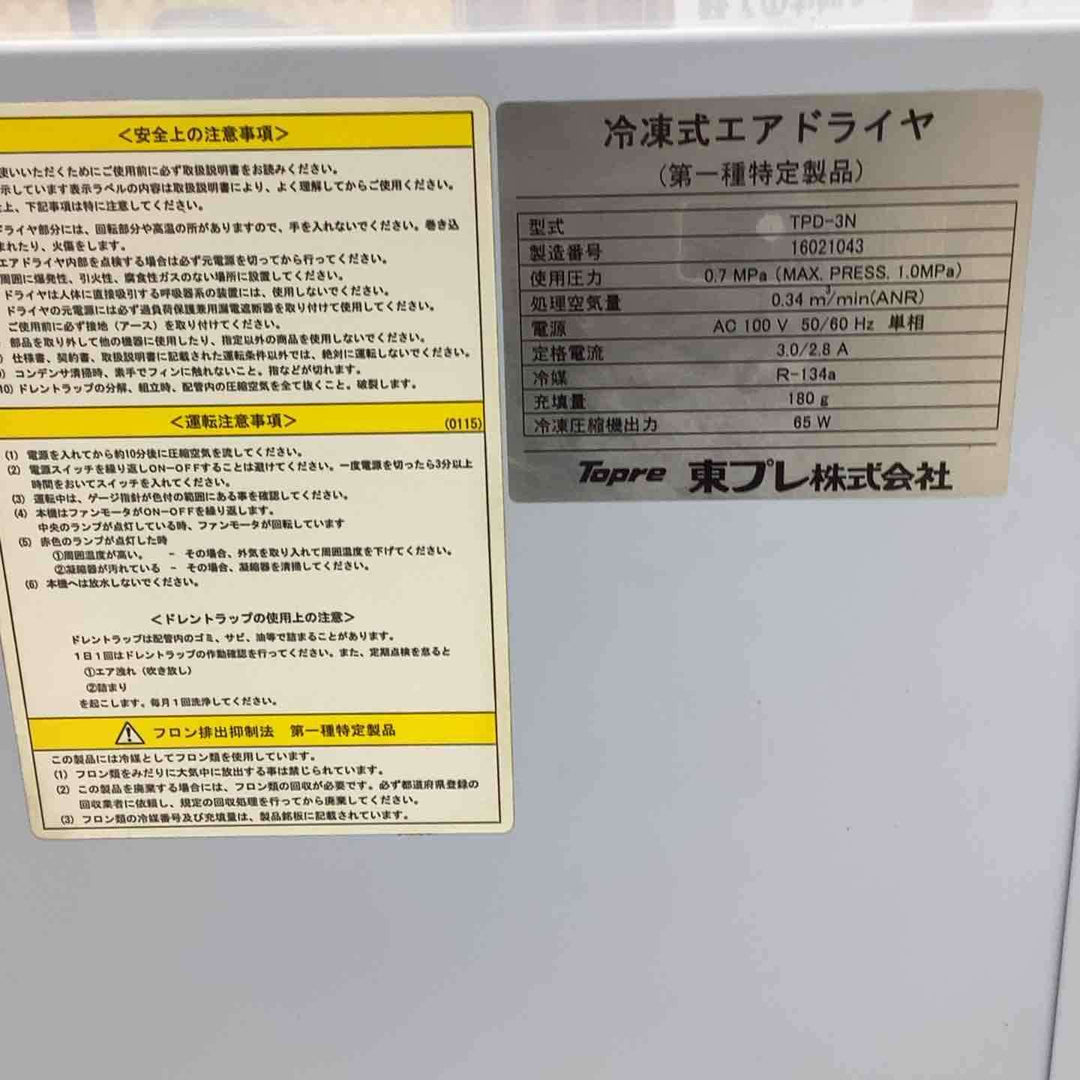 <安全上の注意事項>
使いいただくためにご使用前に必ず取扱説明書をお読みください。
示しています表示ラベルの内容は取扱説明書により、よく理解してからご使用ください。
上、下記事項は特に注意してください。
ドライヤ部分には、回転部分や高温の所がありますので、手を入れないでください。巻き込
まれたり、火傷をします。
エアドライヤ内部を点検する場合は必ず元電源を切ってから行ってください。
周囲に爆発性、引火性、腐食性ガスのない場所に設置してください。
ドライヤは人体に直接吸引する呼吸器系の装置には、使用しないでください。
ドライヤの元電源には必ず過負荷保護兼用漏電遮断器を取り付けて使用してください。
ご使用前に必ず接地（アース）を取り付けてください。
部品を取り外して他の機器に使用したり、指定以外の商品を使用しないでください。
) 仕様書、契約書、取扱説明書に記載された運転条件以外では、絶対に運転しないでください。
) コンデンサ清掃時、素手でフィンに触れないこと。指などが切れます。
10) ドレントラップの分解、組立時、配管内の圧縮空気を全て抜くこと。破裂します。
<運転注意事項>
(0115)
(1) 電源を入れてから約10分後に圧縮空気を流してください。
(2) 電源スイッチを繰り返しON-OFFすることは避けてください。一度電源を切ったら3分以上
時間をおいてスイッチを入れてください。
(3) 運転中は、ゲージ指針が色付の範囲にある事を確認してください。
(4) 本機はファンモータがON-OFFを繰り返します。
中央のランプが点灯している時、ファンモータが回転しています
(5) 赤色のランプが点灯した時
①周囲温度が高い。 - その場合、外気を取り入れて周囲温度を下げてください。
②凝縮器が汚れている - その場合、凝縮器を清掃してください。
(6) 本機へは放水しないでください。
<ドレントラップの使用上の注意>
ドレントラップは配管内のゴミ、サビ、油等で詰まることがあります。
1日1回はドレントラップの作動確認を行ってください。また、定期点検を怠ると
①エア洩れ（吹き放し）
②詰まり
を起こします。毎月1回洗浄してください。
フロン排出抑制法 第一種特定製品
この製品には冷媒としてフロン類を使用しています。
(1) フロン類をみだりに大気中に放出する事は禁じられています。
(2) この製品を廃棄する場合には、フロン類の回収が必要です。必ず都道府県登録の
回収業者に依頼し、規定の回収処理を行ってから廃棄してください。
(3) フロン類の冷媒番号及び充填量は、製品銘板に記載されています。
冷凍式エアドライヤ
（第一種特定製品）
型式 TPD-3N
製造番号 16021043
使用圧力 0.7 MPa (MAX. PRESS. 1.0MPa)
処理空気量 0.34 m³/min(ANR)
電源 AC 100 V 50/60 Hz 単相
定格電流 3.0/2.8 A
冷媒 R-134a
充填量 180 g
冷凍圧縮機出力 65 W
Topre 東プレ株式会社